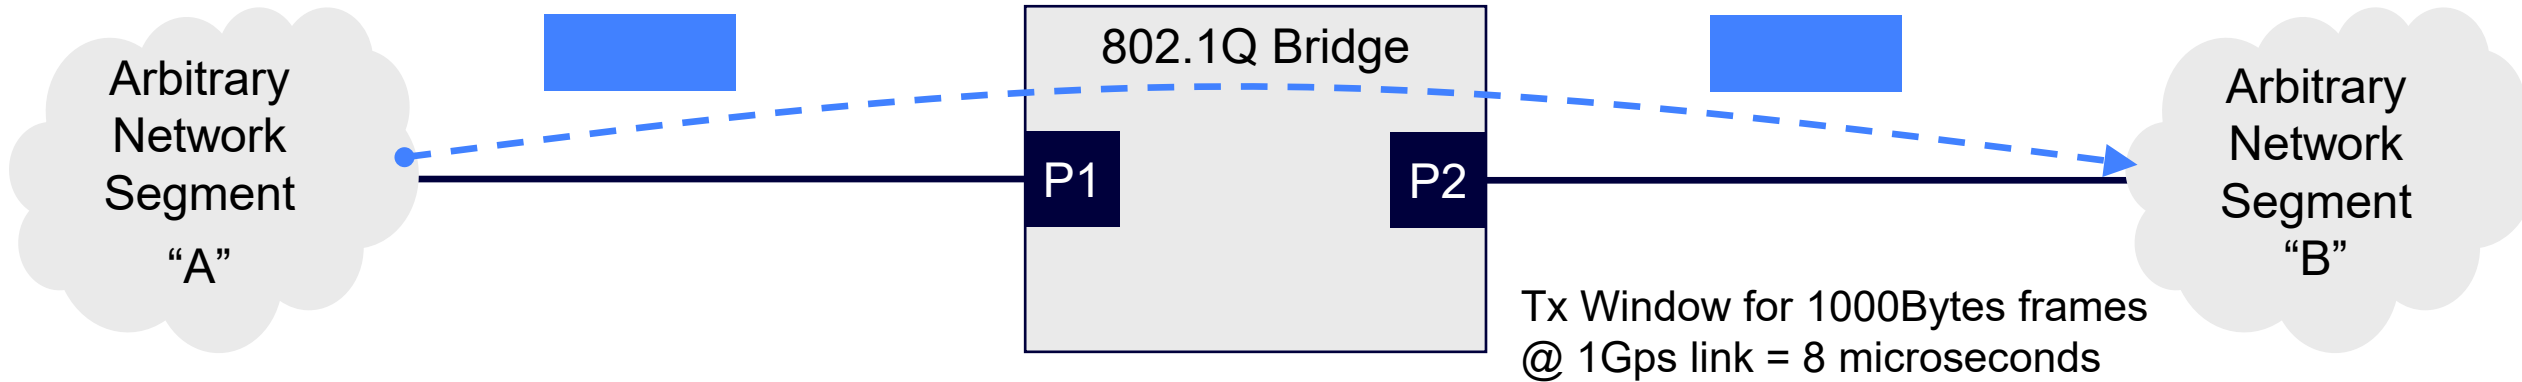 Arbitrary
Network
Segment
“A”
802.1Q Bridge
P1
P2
Arbitrary
Network
Segment
“B”
Tx Window for 1000Bytes frames
@ 1Gps link = 8 microseconds